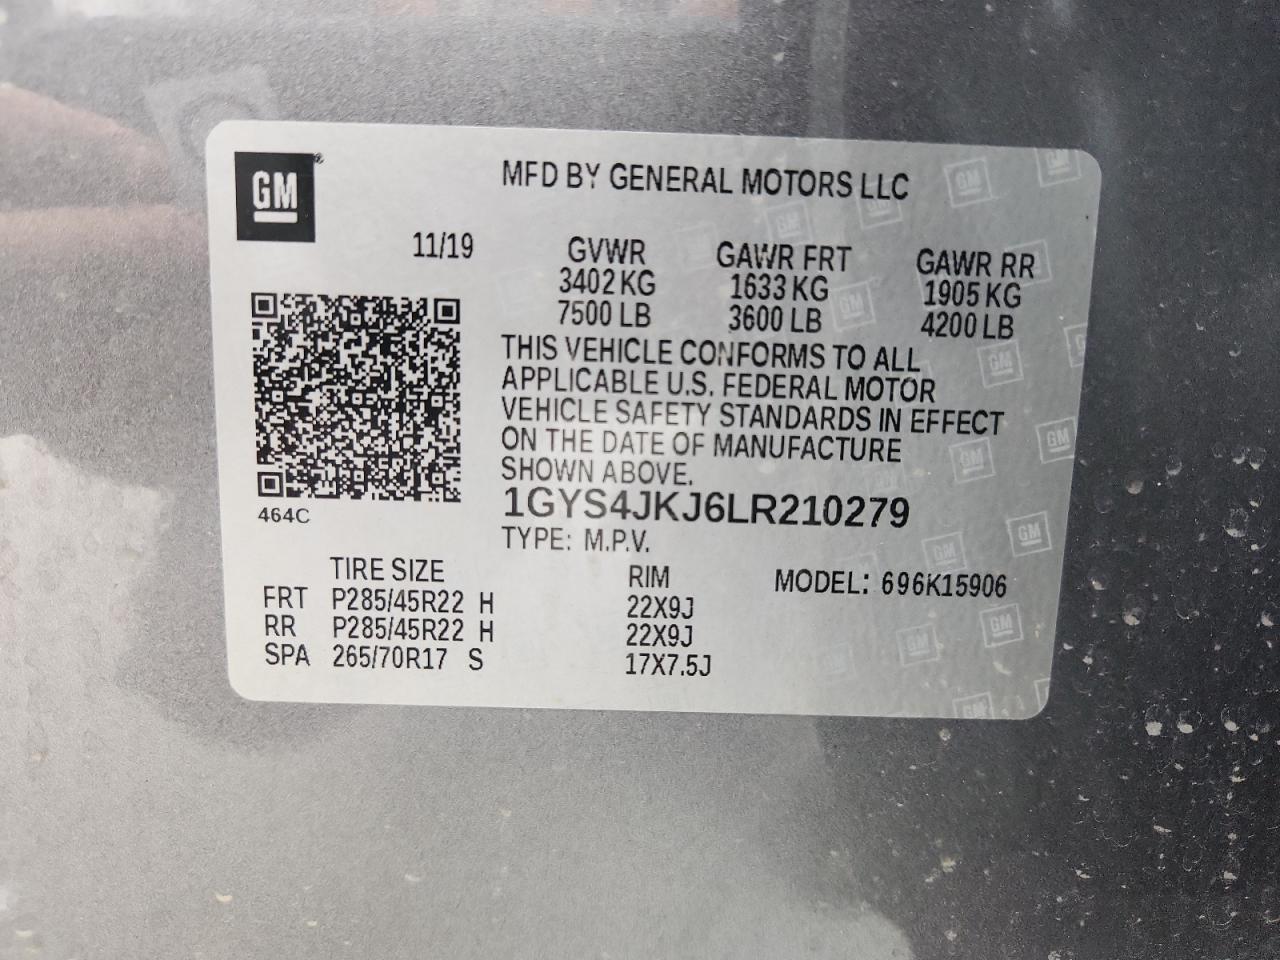 GM®
MFD BY GENERAL MOTORS LLC
11/19 GVWR GAWR FRT GAWR RR
3402 KG 1633 KG 1905 KG
7500 LB 3600 LB 4200 LB
THIS VEHICLE CONFORMS TO ALL
APPLICABLE U.S. FEDERAL MOTOR
VEHICLE SAFETY STANDARDS IN EFFECT
ON THE DATE OF MANUFACTURE
SHOWN ABOVE.
1GYS4JKJ6LR210279
464C
TYPE: M.P.V.
TIRE SIZE RIM MODEL: 696K15906
FRT P285/45R22 H 22X9J
RR P285/45R22 H 22X9J
SPA 265/70R17 S 17X7.5J